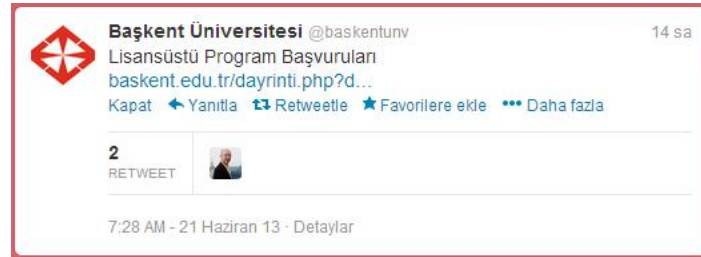 Başkent Üniversitesi @baskentunv 14 sa
Lisansüstü Program Başvuruları
baskent.edu.tr/dayrinti.php?d...
Kapat Yanıtla Retweetle Favorilere ekle ••• Daha fazla
2
RETWEET
7:28 AM - 21 Haziran 13 · Detaylar